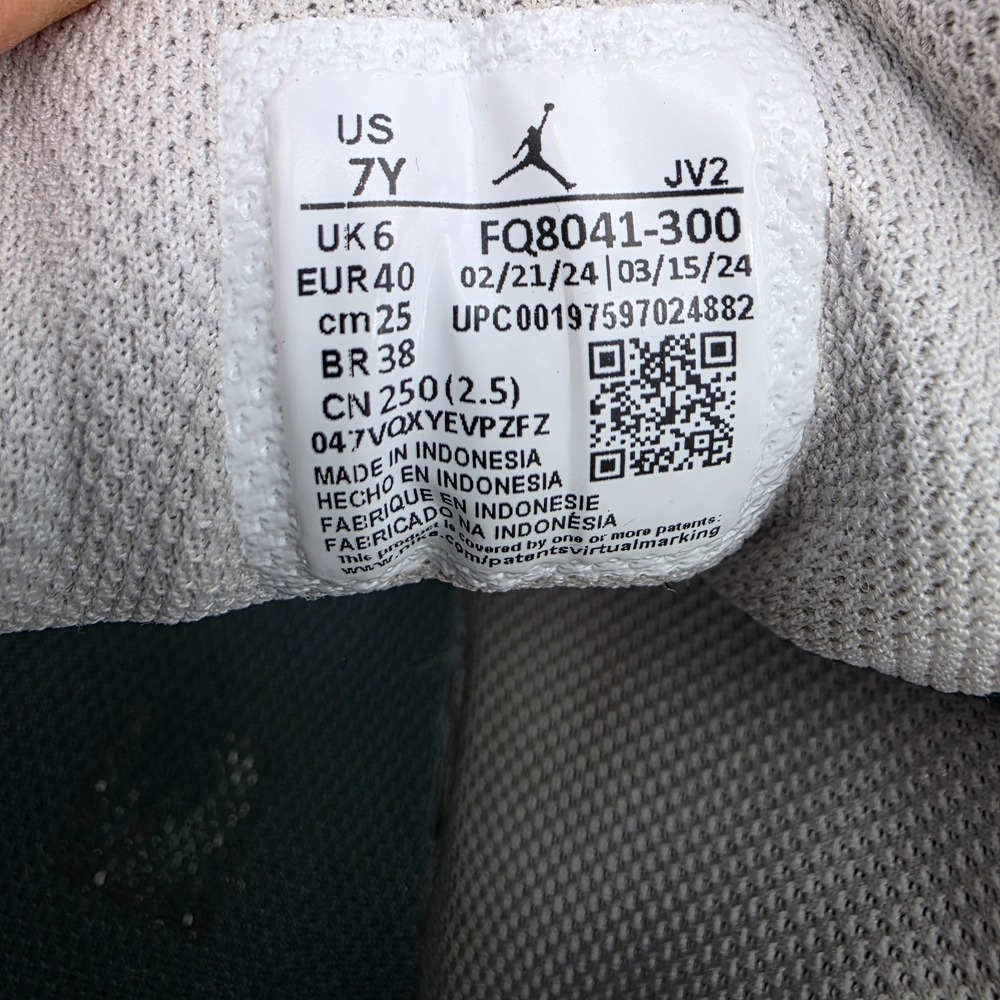 US
7Y
JV2
UK 6
FQ8041-300
EUR 40
02/21/24|03/15/24
cm 25
UPC00197597024882
BR 38
CN 250 (2.5)
047VQXYEVPZFZ
MADE IN INDONESIA
HECHO EN INDONESIA
FABRIQUE EN INDONESIE
FABRICADO NA INDONÉSIA
This product is covered by one or more patents:
www.nike.com/patentsvirtualmarking